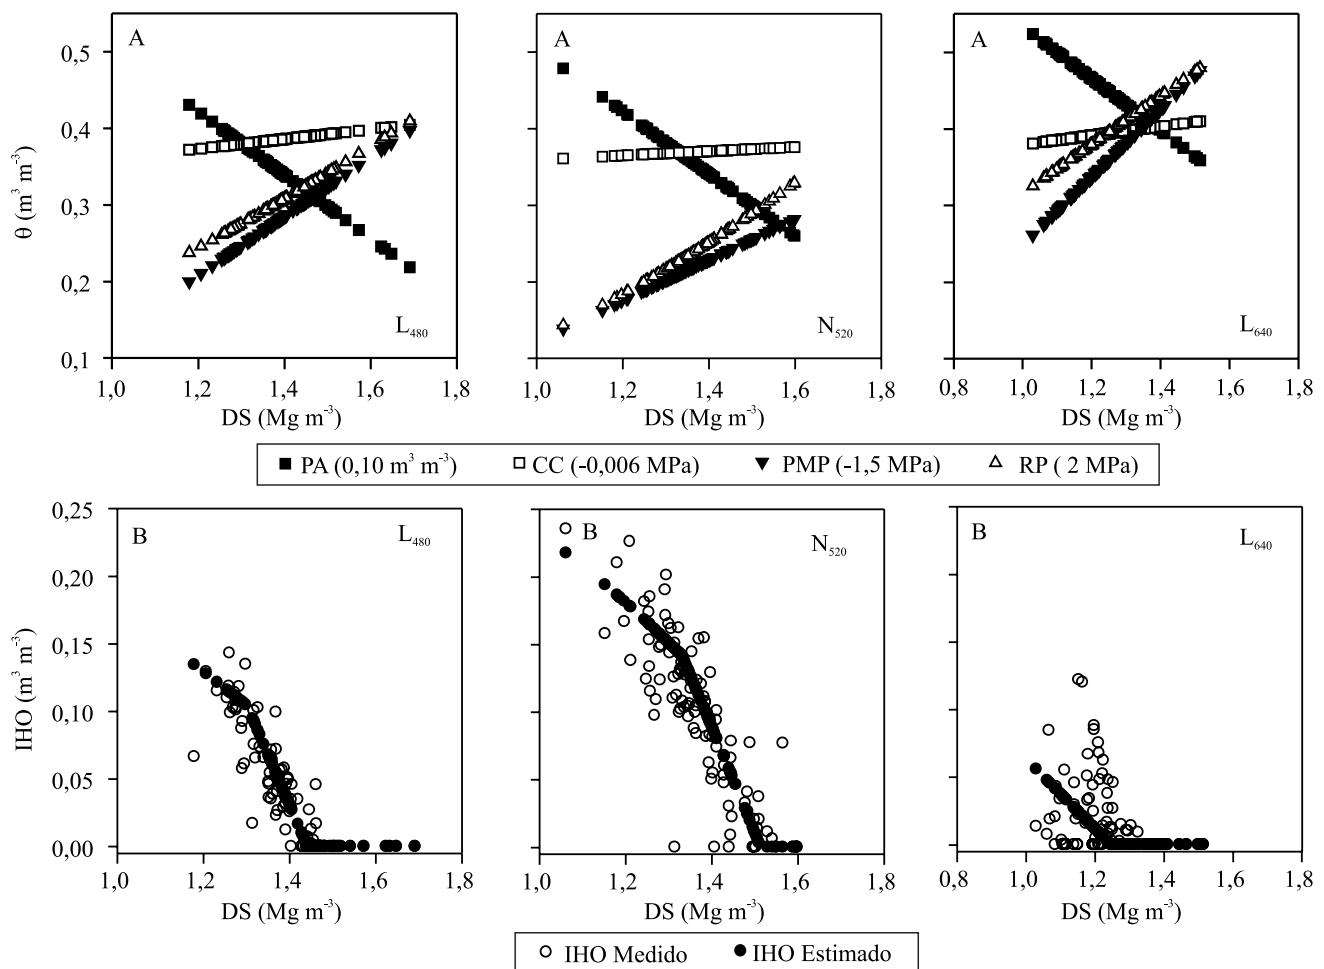 A
A
A
0,5
0,4
0,3
0,2
0,1
θ (m³ m⁻³)
L₄₈₀
N₅₂₀
L₆₄₀
1,0 1,2 1,4 1,6 1,8
1,0 1,2 1,4 1,6 1,8
0,8 1,0 1,2 1,4 1,6 1,8
DS (Mg m⁻³)
DS (Mg m⁻³)
DS (Mg m⁻³)
PA (0,10 m³ m⁻³) CC (-0,006 MPa) PMP (-1,5 MPa) RP ( 2 MPa)
B L₄₈₀
B N₅₂₀
B L₆₄₀
0,25
0,20
0,15
0,10
0,05
0,00
IHO (m³ m⁻³)
1,0 1,2 1,4 1,6 1,8
1,0 1,2 1,4 1,6 1,8
0,8 1,0 1,2 1,4 1,6 1,8
DS (Mg m⁻³)
DS (Mg m⁻³)
DS (Mg m⁻³)
IHO Medido IHO Estimado